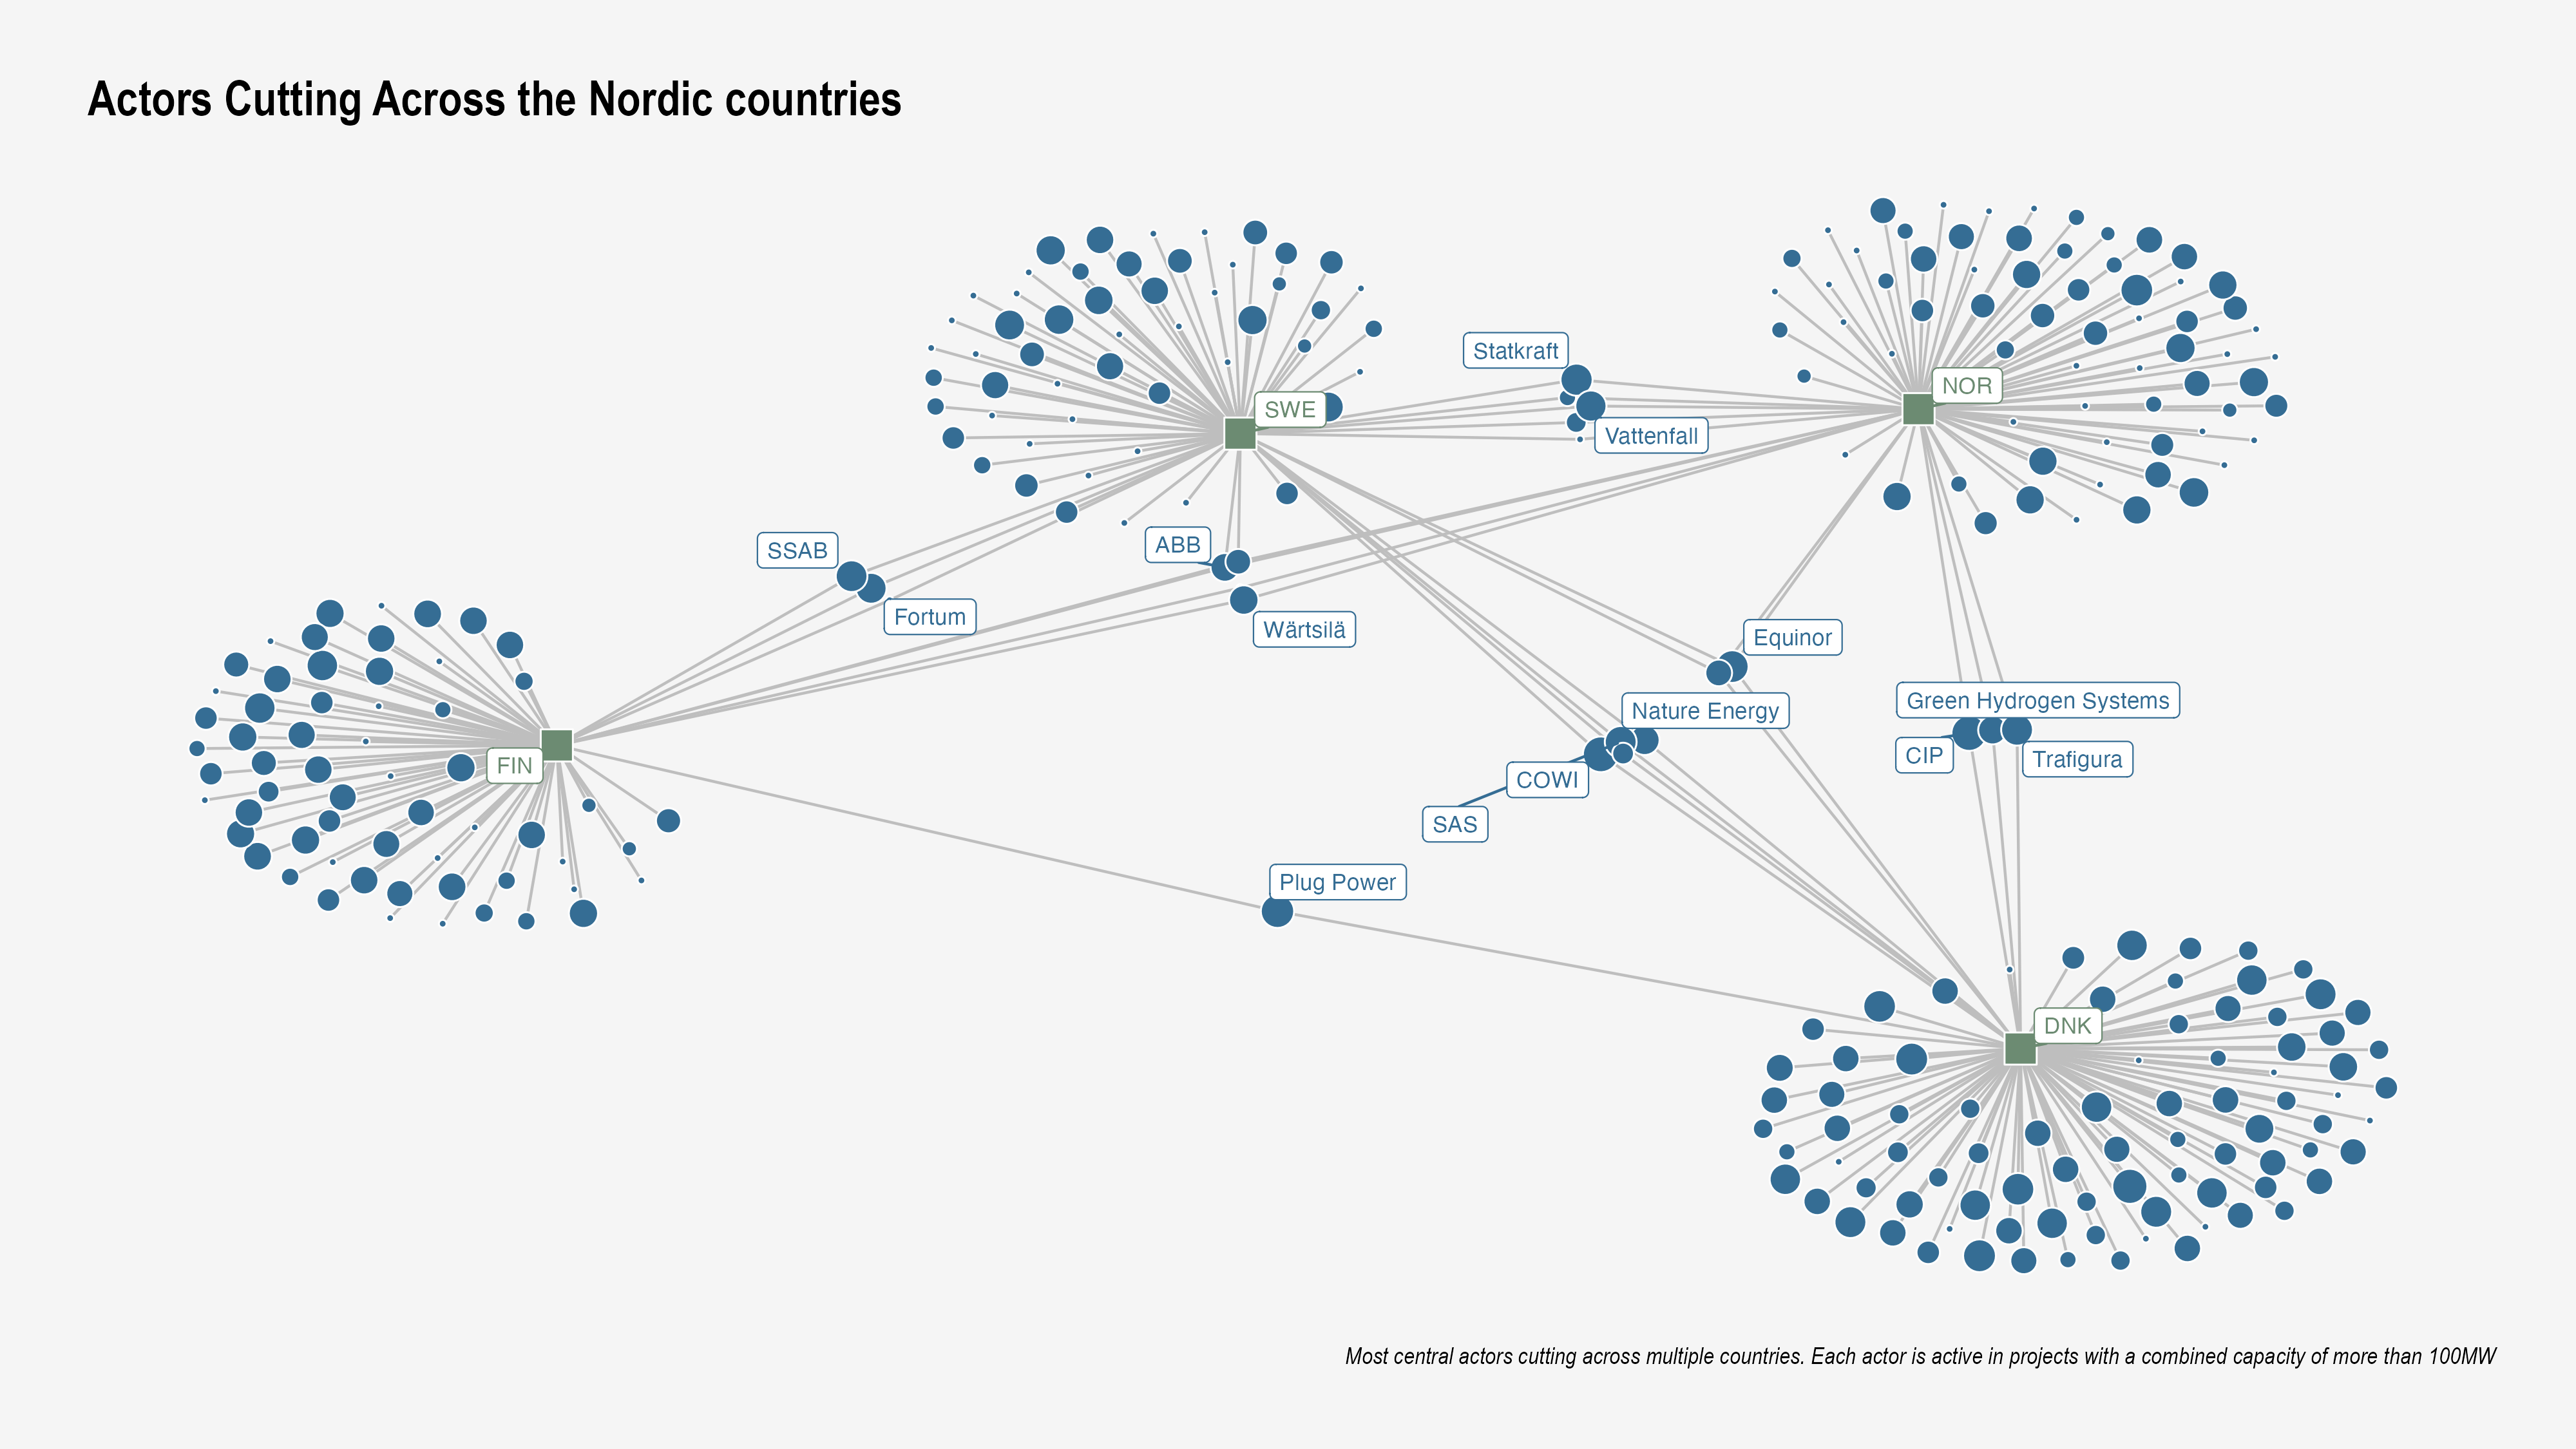 Actors Cutting Across the Nordic countries
Statkraft
NOR
SWE
Vattenfall
ABB
SSAB
Fortum
Wärtsilä
Equinor
Green Hydrogen Systems
Nature Energy
CIP
Trafigura
FIN
COWI
SAS
Plug Power
DNK
Most central actors cutting across multiple countries. Each actor is active in projects with a combined capacity of more than 100MW